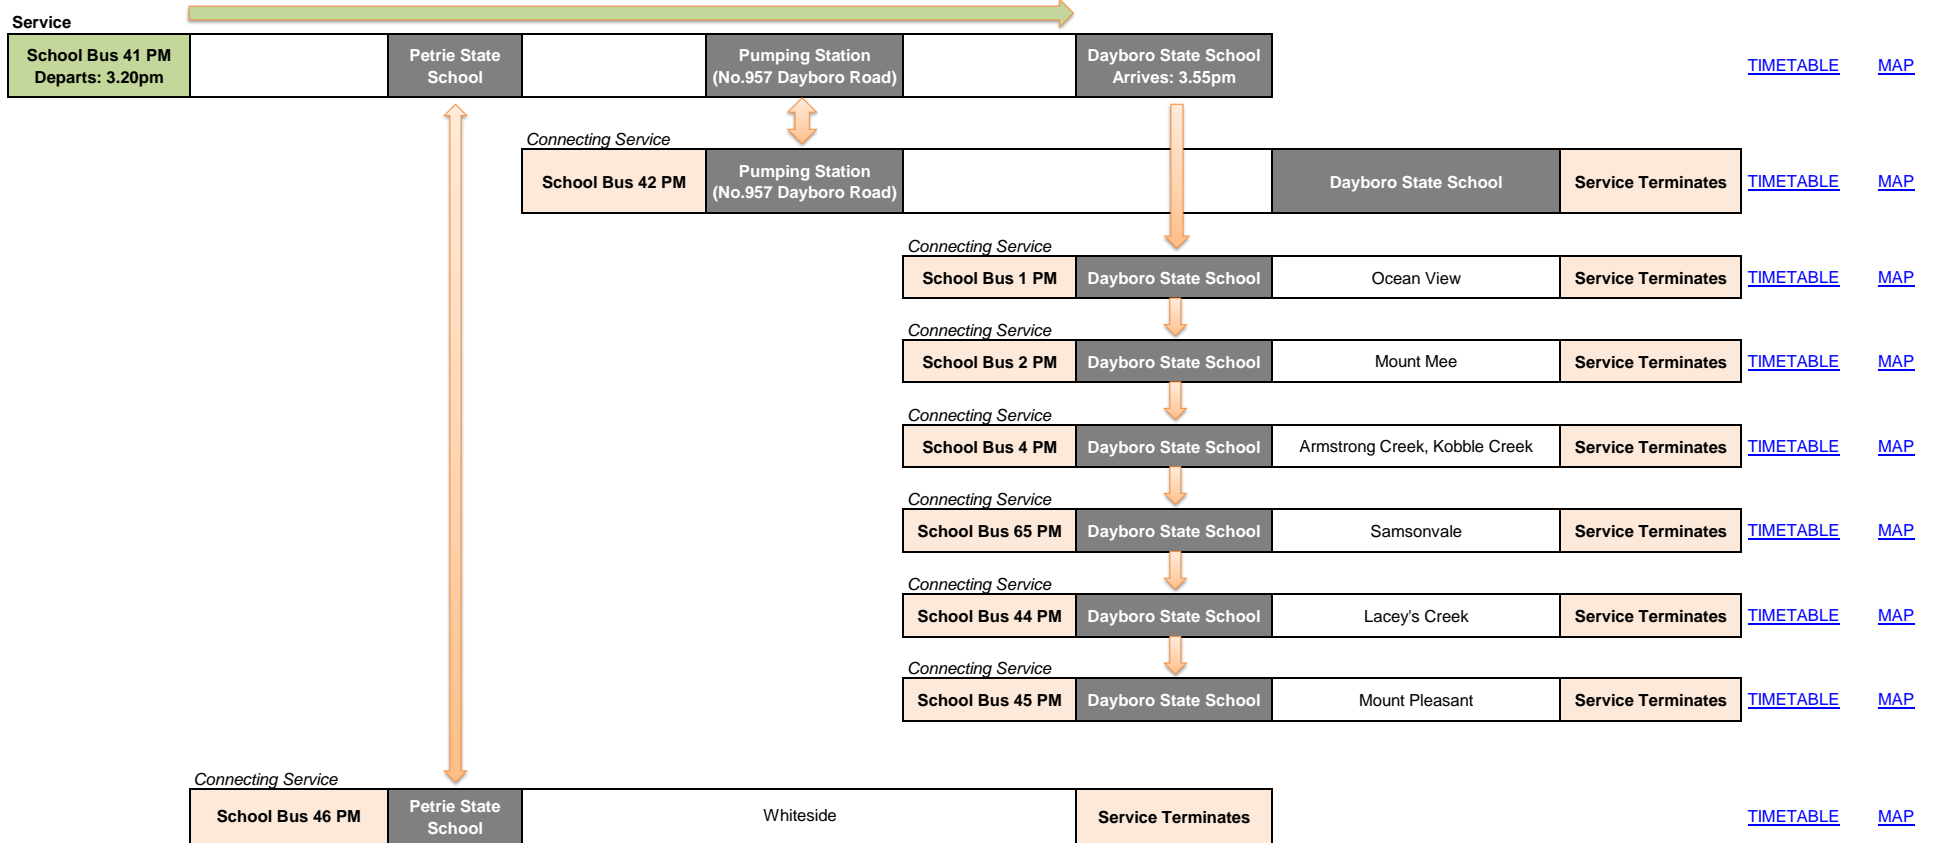 Service
School Bus 41 PM
Departs: 3.20pm
Petrie State
School
Pumping Station
(No.957 Dayboro Road)
Dayboro State School
Arrives: 3.55pm
TIMETABLE
MAP
Connecting Service
School Bus 42 PM
Pumping Station
(No.957 Dayboro Road)
Dayboro State School
Service Terminates
TIMETABLE
MAP
Connecting Service
School Bus 1 PM
Dayboro State School
Ocean View
Service Terminates
TIMETABLE
MAP
Connecting Service
School Bus 2 PM
Dayboro State School
Mount Mee
Service Terminates
TIMETABLE
MAP
Connecting Service
School Bus 4 PM
Dayboro State School
Armstrong Creek, Kobble Creek
Service Terminates
TIMETABLE
MAP
Connecting Service
School Bus 65 PM
Dayboro State School
Samsonvale
Service Terminates
TIMETABLE
MAP
Connecting Service
School Bus 44 PM
Dayboro State School
Lacey's Creek
Service Terminates
TIMETABLE
MAP
Connecting Service
School Bus 45 PM
Dayboro State School
Mount Pleasant
Service Terminates
TIMETABLE
MAP
Connecting Service
School Bus 46 PM
Petrie State
School
Whiteside
Service Terminates
TIMETABLE
MAP